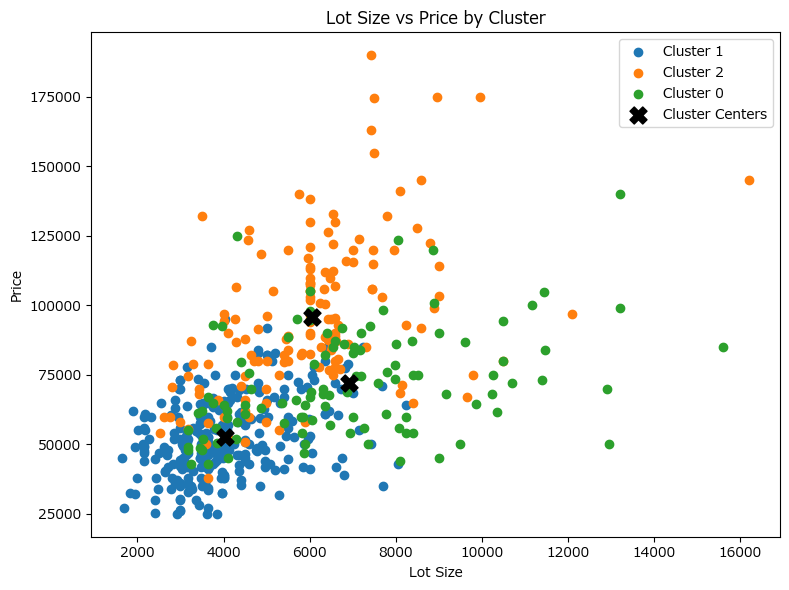 Lot Size vs Price by Cluster
Cluster 1
Cluster 2
Cluster 0
Cluster Centers
Price
175000
150000
125000
100000
75000
50000
25000
2000 4000 6000 8000 10000 12000 14000 16000
Lot Size